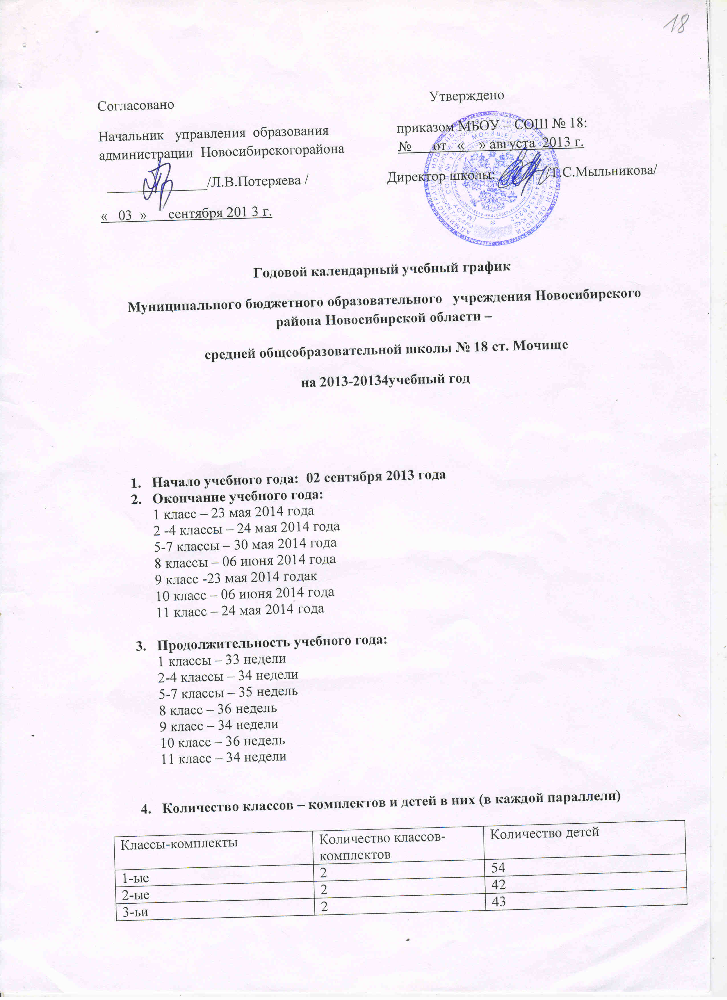 18
Согласовано
Начальник управления образования
администрации Новосибирскогорайона
/Л.В.Потеряева /
« 03 » сентября 201 3 г.
Утверждено
приказом МБОУ – СОШ № 18:
№ от « » августа 2013 г.
Директор школы: /Т.С.Мыльникова/
Годовой календарный учебный график
Муниципального бюджетного образовательного учреждения Новосибирского
района Новосибирской области –
средней общеобразовательной школы № 18 ст. Мочище
на 2013-20134учебный год
1. Начало учебного года: 02 сентября 2013 года
2. Окончание учебного года:
1 класс – 23 мая 2014 года
2 -4 классы – 24 мая 2014 года
5-7 классы – 30 мая 2014 года
8 классы – 06 июня 2014 года
9 класс -23 мая 2014 годак
10 класс – 06 июня 2014 года
11 класс – 24 мая 2014 года
3. Продолжительность учебного года:
1 классы – 33 недели
2-4 классы – 34 недели
5-7 классы – 35 недель
8 класс – 36 недель
9 класс – 34 недели
10 класс – 36 недель
11 класс – 34 недели
4. Количество классов – комплектов и детей в них (в каждой параллели)
Классы-комплекты Количество классов- Количество детей
комплектов
1-ые 2 54
2-ые 2 42
3-ьи 2 43